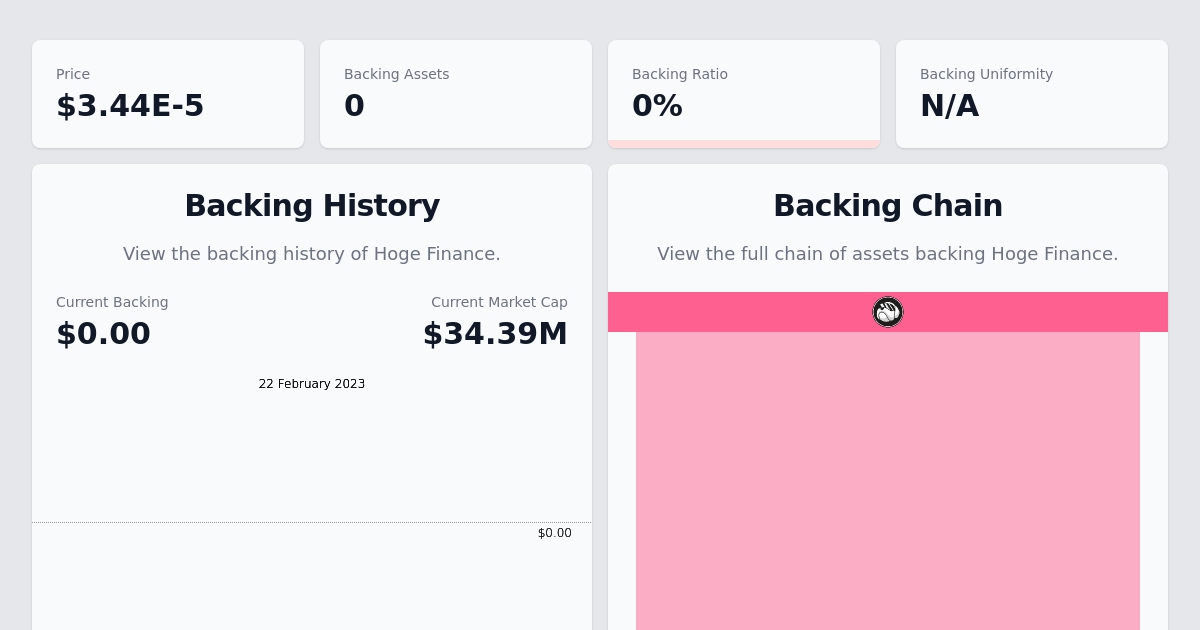 Price
$3.44E-5
Backing Assets
0
Backing Ratio
0%
Backing Uniformity
N/A
Backing History
View the backing history of Hoge Finance.
Current Backing
$0.00
Current Market Cap
$34.39M
22 February 2023
$0.00
Backing Chain
View the full chain of assets backing Hoge Finance.